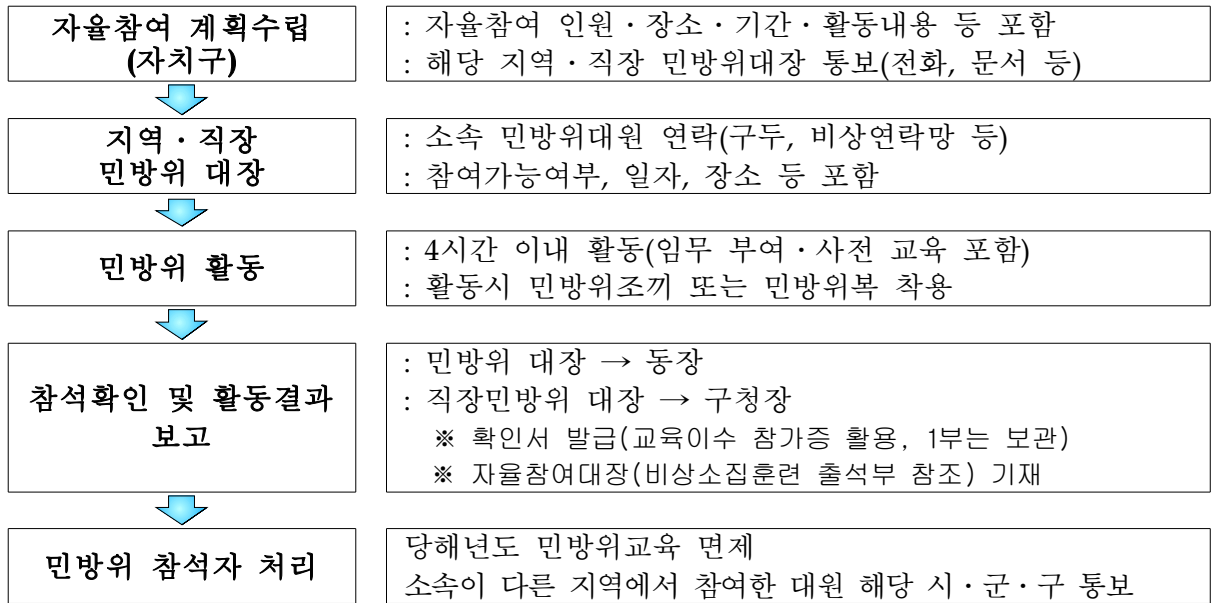 자율참여 계획수립
(자치구)
: 자율참여 인원·장소·기간·활동내용 등 포함
: 해당 지역·직장 민방위대장 통보(전화, 문서 등)
지역·직장
민방위 대장
: 소속 민방위대원 연락(구두, 비상연락망 등)
: 참여가능여부, 일자, 장소 등 포함
민방위 활동
: 4시간 이내 활동(임무 부여·사전 교육 포함)
: 활동시 민방위조끼 또는 민방위복 착용
참석확인 및 활동결과
보고
: 민방위 대장 → 동장
: 직장민방위 대장 → 구청장
※ 확인서 발급(교육이수 참가증 활용, 1부는 보관)
※ 자율참여대장(비상소집훈련 출석부 참조) 기재
민방위 참석자 처리
당해년도 민방위교육 면제
소속이 다른 지역에서 참여한 대원 해당 시·군·구 통보